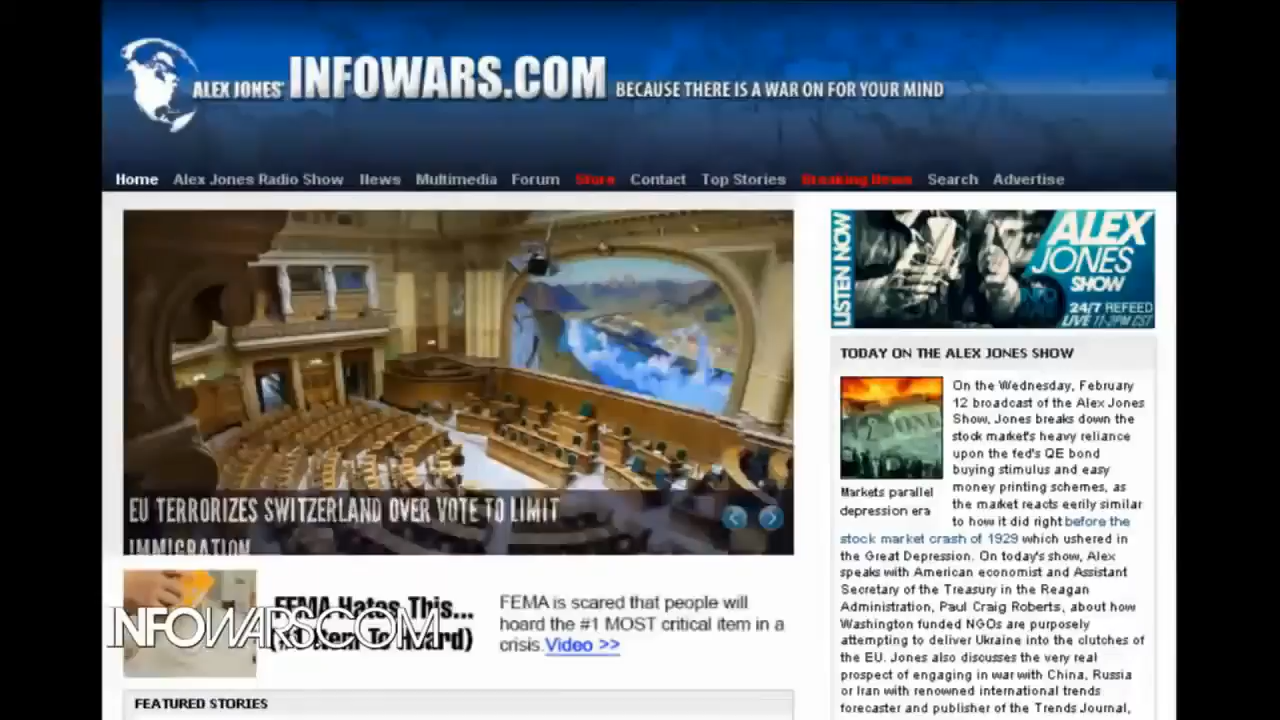 ALEX JONES' INFOWARS.COM BECAUSE THERE IS A WAR ON FOR YOUR MIND
Home Alex Jones Radio Show News Multimedia Forum Store Contact Top Stories Breaking News Search Advertise
EU TERRORIZES SWITZERLAND OVER VOTE TO LIMIT
IMMIGRATION
LISTEN NOW
ALEX
JONES
SHOW
24/7 REFEED
LIVE 11-3PM CST
TODAY ON THE ALEX JONES SHOW
On the Wednesday, February
12 broadcast of the Alex Jones
Show, Jones breaks down the
stock market's heavy reliance
upon the fed's QE bond
buying stimulus and easy
money printing schemes, as
the market reacts eerily similar
to how it did right before the
stock market crash of 1929 which ushered in
the Great Depression. On today's show, Alex
speaks with American economist and Assistant
Secretary of the Treasury in the Reagan
Administration, Paul Craig Roberts, about how
Washington funded NGOs are purposely
attempting to deliver Ukraine into the clutches of
the EU. Jones also discusses the very real
prospect of engaging in war with China, Russia
or Iran with renowned international trends
forecaster and publisher of the Trends Journal,
Markets parallel
depression era
FEMA Hates This...
(#1 Item To Hoard)
INFOWARS.COM
FEMA is scared that people will
hoard the #1 MOST critical item in a
crisis. Video >>
FEATURED STORIES